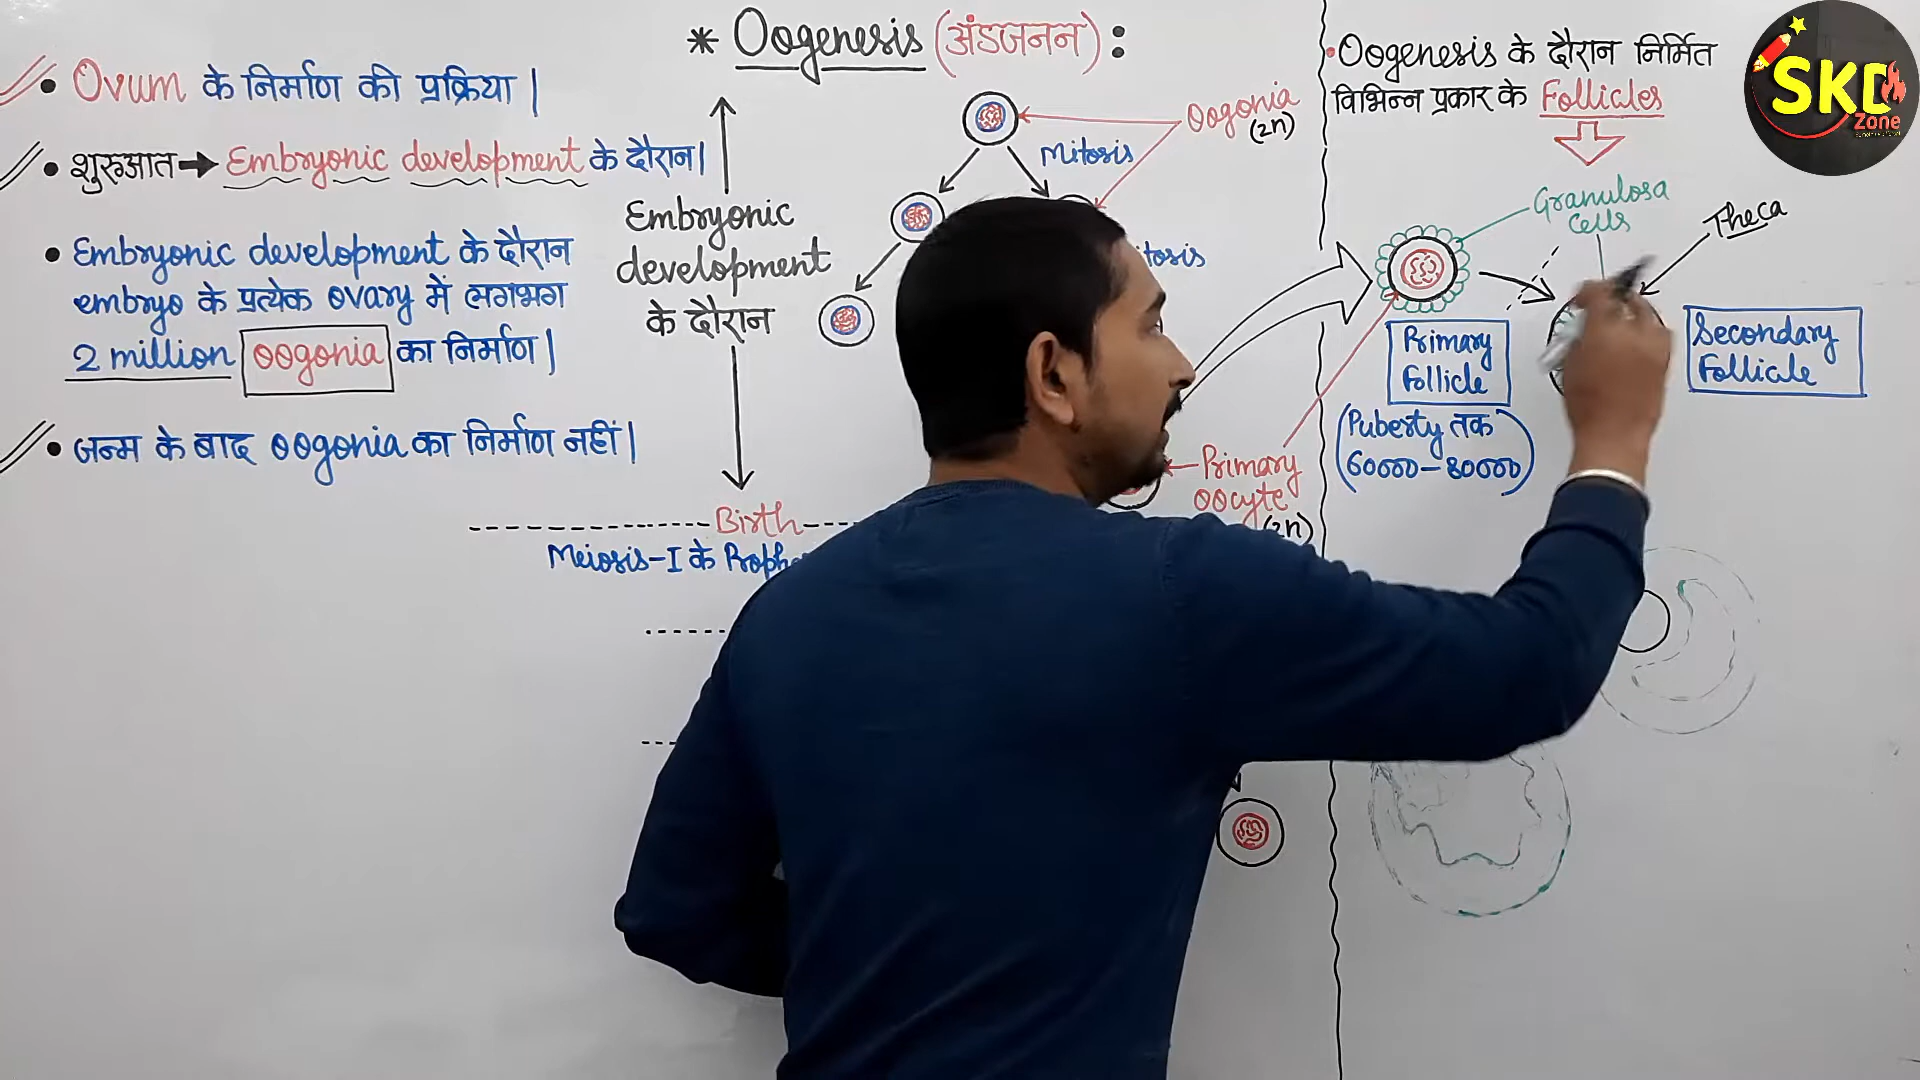 * Oogenesis (अंडजनन) :
• Ovum के निर्माण की प्रक्रिया |
• शुरुआत → Embryonic development के दौरान |
• Embryonic development के दौरान
embryo के प्रत्येक ovary में लगभग
2 million oogonia का निर्माण |
• जन्म के बाद oogonia का निर्माण नहीं |
Embryonic
development
के दौरान
Birth
Meiosis-I के
Oogonia
(2n)
Mitosis
Primary
oocyte
(2n)
• Oogenesis के दौरान निर्मित
विभिन्न प्रकार के Follicles
Granulosa
Cells
Theca
Primary
Follicle
(Puberty तक
60000-80000)
Secondary
Follicle
SKD
Zone